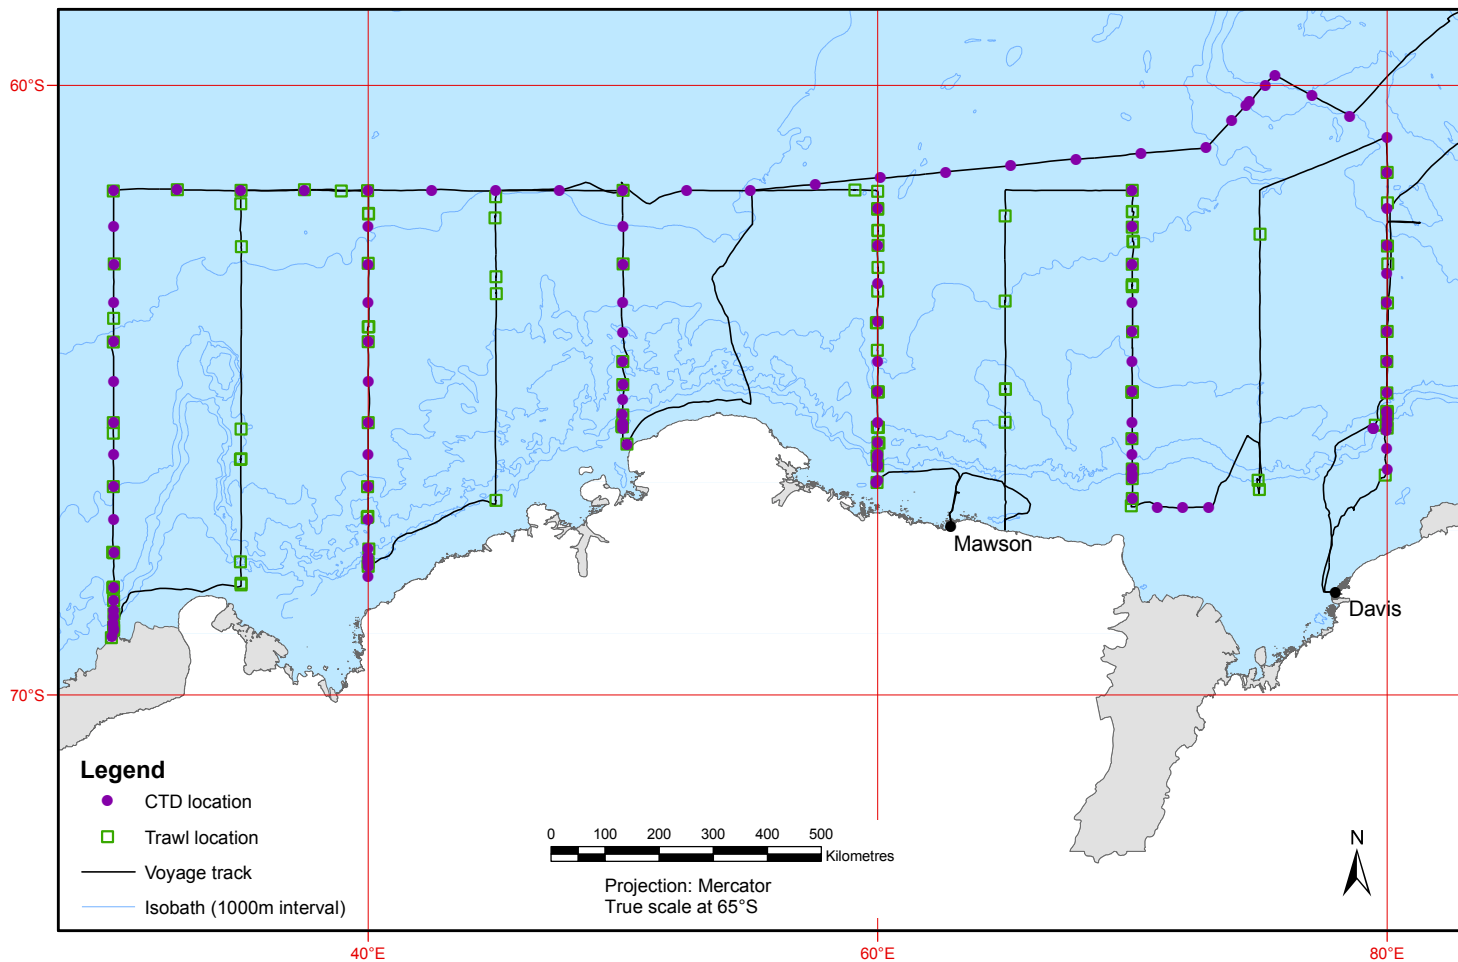 60°S
Mawson
Davis
70°S
Legend
CTD location
Trawl location
Voyage track
Isobath (1000m interval)
0 100 200 300 400 500
Kilometres
Projection: Mercator
True scale at 65°S
N
40°E 60°E 80°E